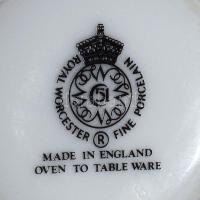 ROYAL WORCESTER FINE PORCELAIN
51
®
MADE IN ENGLAND
OVEN TO TABLE WARE